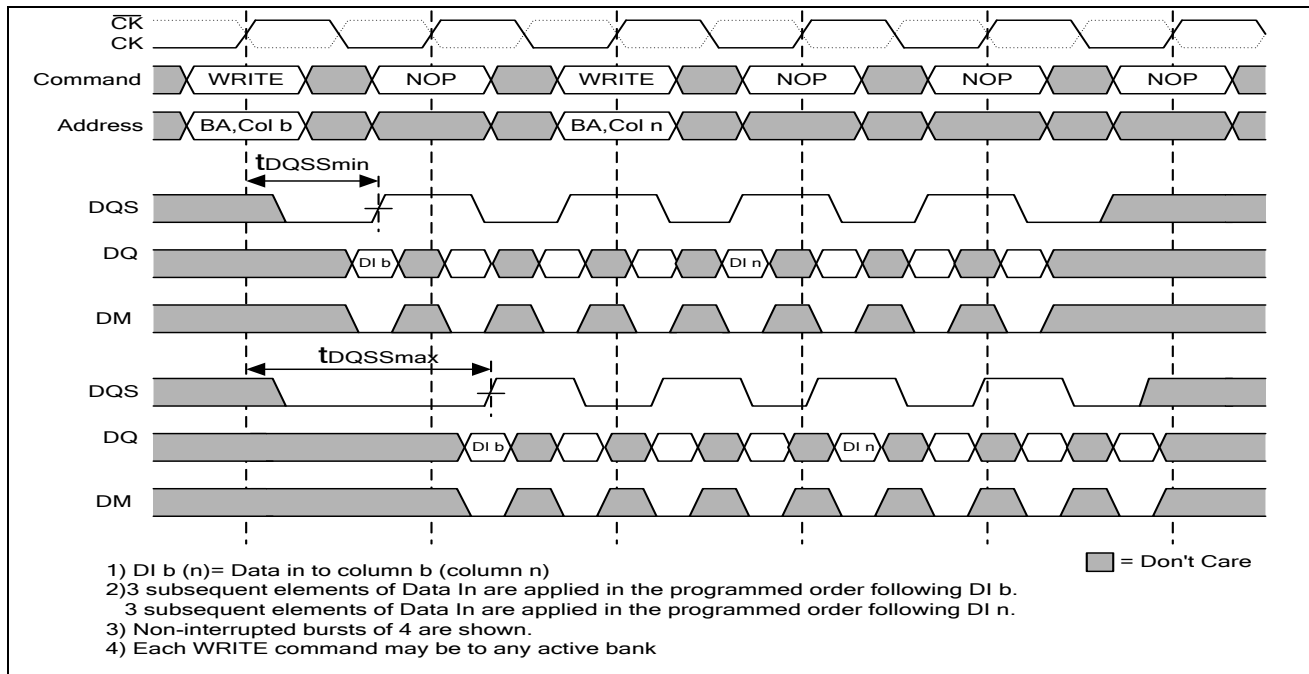 CK
CK
Command WRITE NOP WRITE NOP NOP NOP
Address BA,Col b BA,Col n
tDQSSmin
DQS
DQ DI b DI n
DM
tDQSSmax
DQS
DQ DI b DI n
DM
= Don't Care
1) DI b (n)= Data in to column b (column n)
2)3 subsequent elements of Data In are applied in the programmed order following DI b.
3 subsequent elements of Data In are applied in the programmed order following DI n.
3) Non-interrupted bursts of 4 are shown.
4) Each WRITE command may be to any active bank